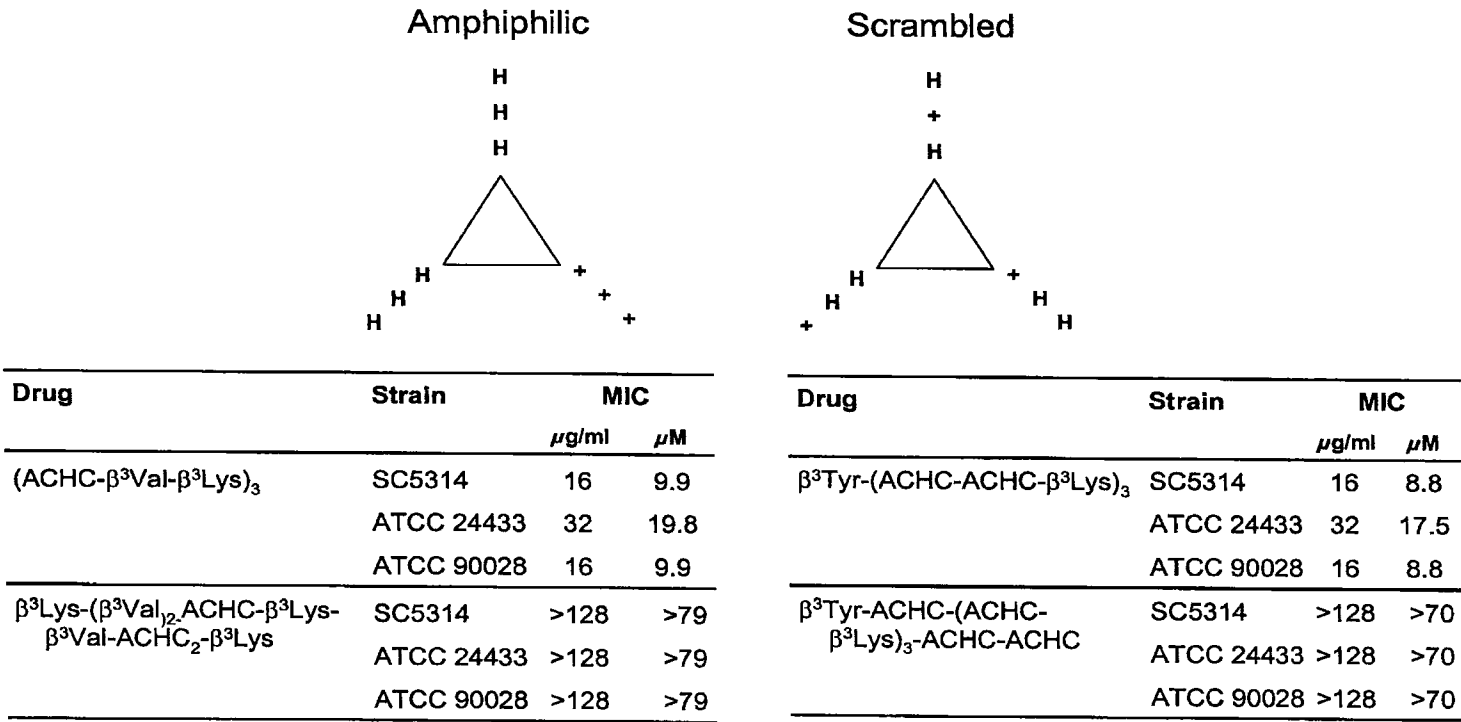 Amphiphilic
H
H
H
H
H
H
+
+
+
Scrambled
H
+
H
H
H
+
+
H
H
Drug Strain MIC
µg/ml µM
(ACHC-β³Val-β³Lys)₃ SC5314 16 9.9
ATCC 24433 32 19.8
ATCC 90028 16 9.9
β³Lys-(β³Val)₂-ACHC-β³Lys- SC5314 >128 >79
β³Val-ACHC₂-β³Lys
ATCC 24433 >128 >79
ATCC 90028 >128 >79
Drug Strain MIC
µg/ml µM
β³Tyr-(ACHC-ACHC-β³Lys)₃ SC5314 16 8.8
ATCC 24433 32 17.5
ATCC 90028 16 8.8
β³Tyr-ACHC-(ACHC- SC5314 >128 >70
β³Lys)₃-ACHC-ACHC
ATCC 24433 >128 >70
ATCC 90028 >128 >70